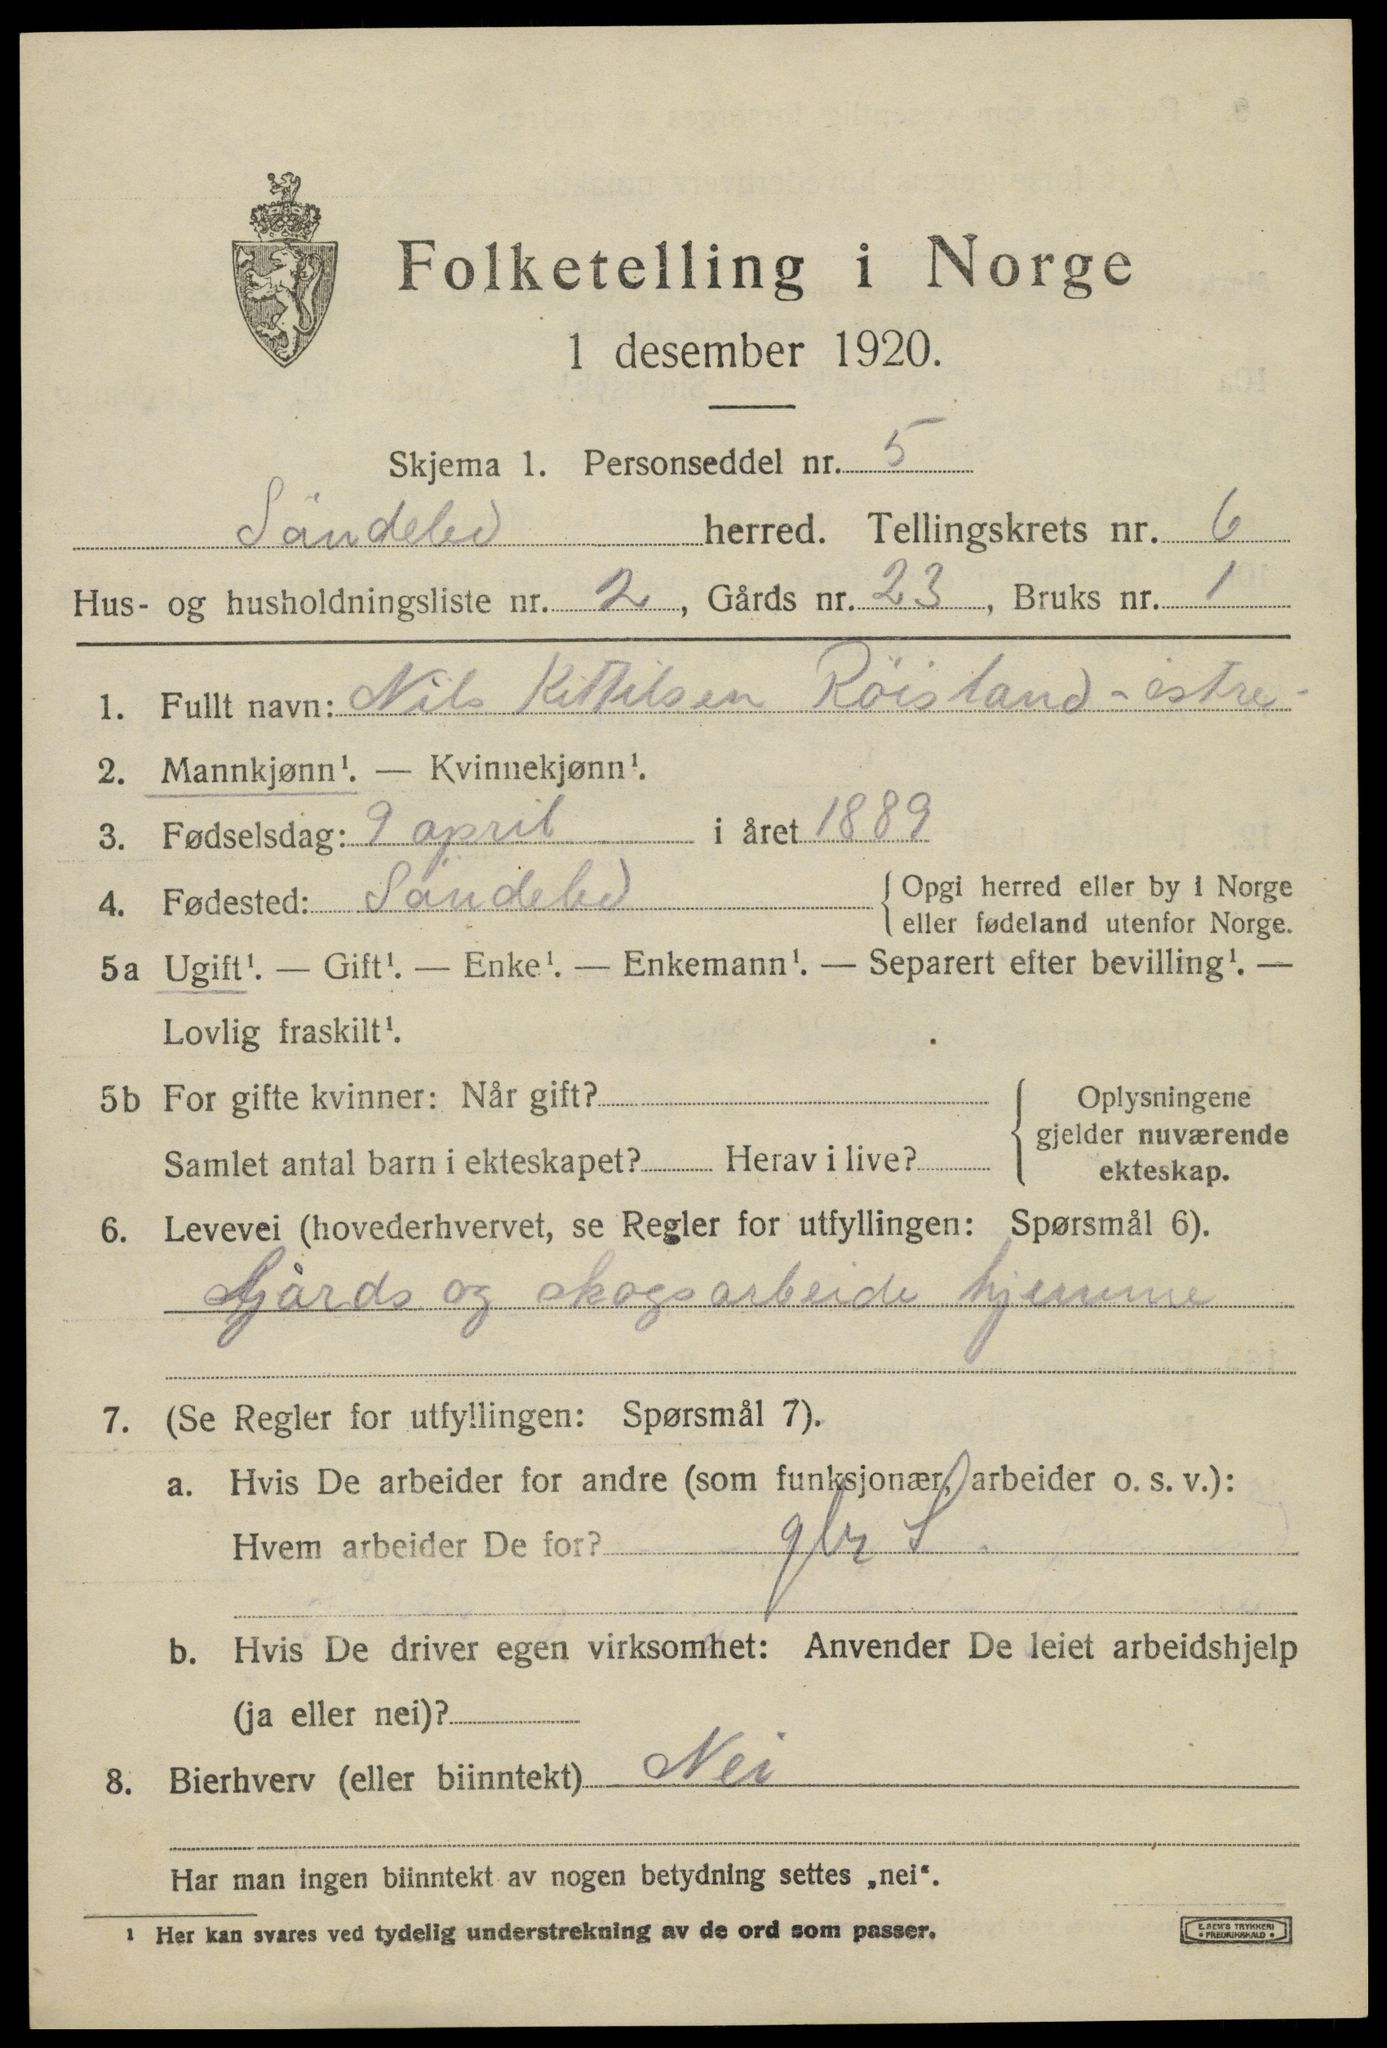 Folketelling i Norge
1 desember 1920.
Skjema 1. Personseddel nr. 5
Söndeled herred. Tellingskrets nr. 6
Hus- og husholdningsliste nr. 2, Gårds nr. 23, Bruks nr. 1
1. Fullt navn: Nils Kittilsen Röisland - östre -
2. Mannkjønn¹. — Kvinnekjønn¹.
3. Fødselsdag: 9 april i året 1889
4. Fødested: Söndeled { Opgi herred eller by i Norge
eller fødeland utenfor Norge.
5a Ugift¹. — Gift¹. — Enke¹. — Enkemann¹. — Separert efter bevilling¹. —
Lovlig fraskilt¹.
5b For gifte kvinner: Når gift? { Oplysningene
gjelder nuværende
Samlet antal barn i ekteskapet? Herav i live? ekteskap.
6. Levevei (hovederhvervet, se Regler for utfyllingen: Spørsmål 6).
Gjårds og skogsarbeide hjemme
7. (Se Regler for utfyllingen: Spørsmål 7).
a. Hvis De arbeider for andre (som funksjonær, arbeider o. s. v.):
Hvem arbeider De for? gbr S
b. Hvis De driver egen virksomhet: Anvender De leiet arbeidshjelp
(ja eller nei)?
8. Bierhverv (eller biinntekt) Nei
Har man ingen biinntekt av nogen betydning settes „nei“.
¹ Her kan svares ved tydelig understrekning av de ord som passer.
E. SEM'S TRYKKERI
• FREDRIKSHALD •